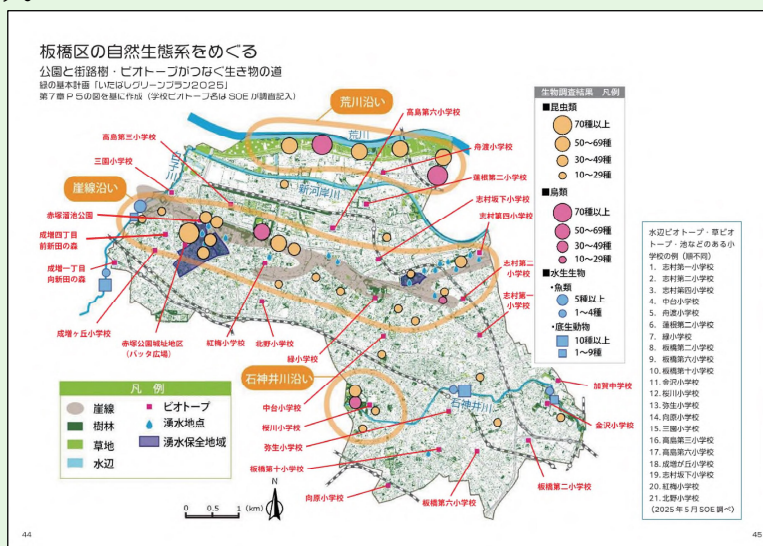 板橋区の自然生態系をめぐる
公園と街路樹・ビオトープがつなぐ生き物の道
緑の基本計画「いたばしグリーンプラン2025」
第7章P5の図を基に作成（学校ビオトープ名はSOEが調査記入）
荒川沿い
荒川
高島第六小学校
高島第三小学校
舟渡小学校
三園小学校
白子川
蓮根第二小学校
新河岸川
崖線沿い
志村坂下小学校
志村第四小学校
赤塚溜池公園
成増四丁目
前新田の森
志村第二
小学校
成増一丁目
向新田の森
志村第一
小学校
成増ヶ丘小学校
赤塚公園城址地区
（バッタ広場）
紅梅小学校
北野小学校
緑小学校
石神井川沿い
加賀中学校
中台小学校
石神井川
金沢小学校
桜川小学校
弥生小学校
板橋第十小学校
向原小学校
板橋第六小学校
板橋第二小学校
凡 例
崖線
樹林
草地
水辺
ビオトープ
湧水地点
湧水保全地域
0 0.5 1 (km)
N
生物調査結果 凡例
■昆虫類
70種以上
50〜69種
30〜49種
10〜29種
■鳥類
70種以上
50〜69種
30〜49種
10〜29種
■水生生物
・魚類
5種以上
1〜4種
・底生動物
10種以上
1〜9種
水辺ビオトープ・草ビオ
トープ・池などのある小
学校の例（順不同）
1. 志村第一小学校
2. 志村第二小学校
3. 志村第四小学校
4. 中台小学校
5. 舟渡小学校
6. 蓮根第二小学校
7. 緑小学校
8. 板橋第二小学校
9. 板橋第六小学校
10. 板橋第十小学校
11. 金沢小学校
12. 桜川小学校
13. 弥生小学校
14. 向原小学校
15. 三園小学校
16. 高島第三小学校
17. 高島第六小学校
18. 成増が丘小学校
19. 志村坂下小学校
20. 紅梅小学校
21. 北野小学校
（2025年5月SOE調べ）
44
45